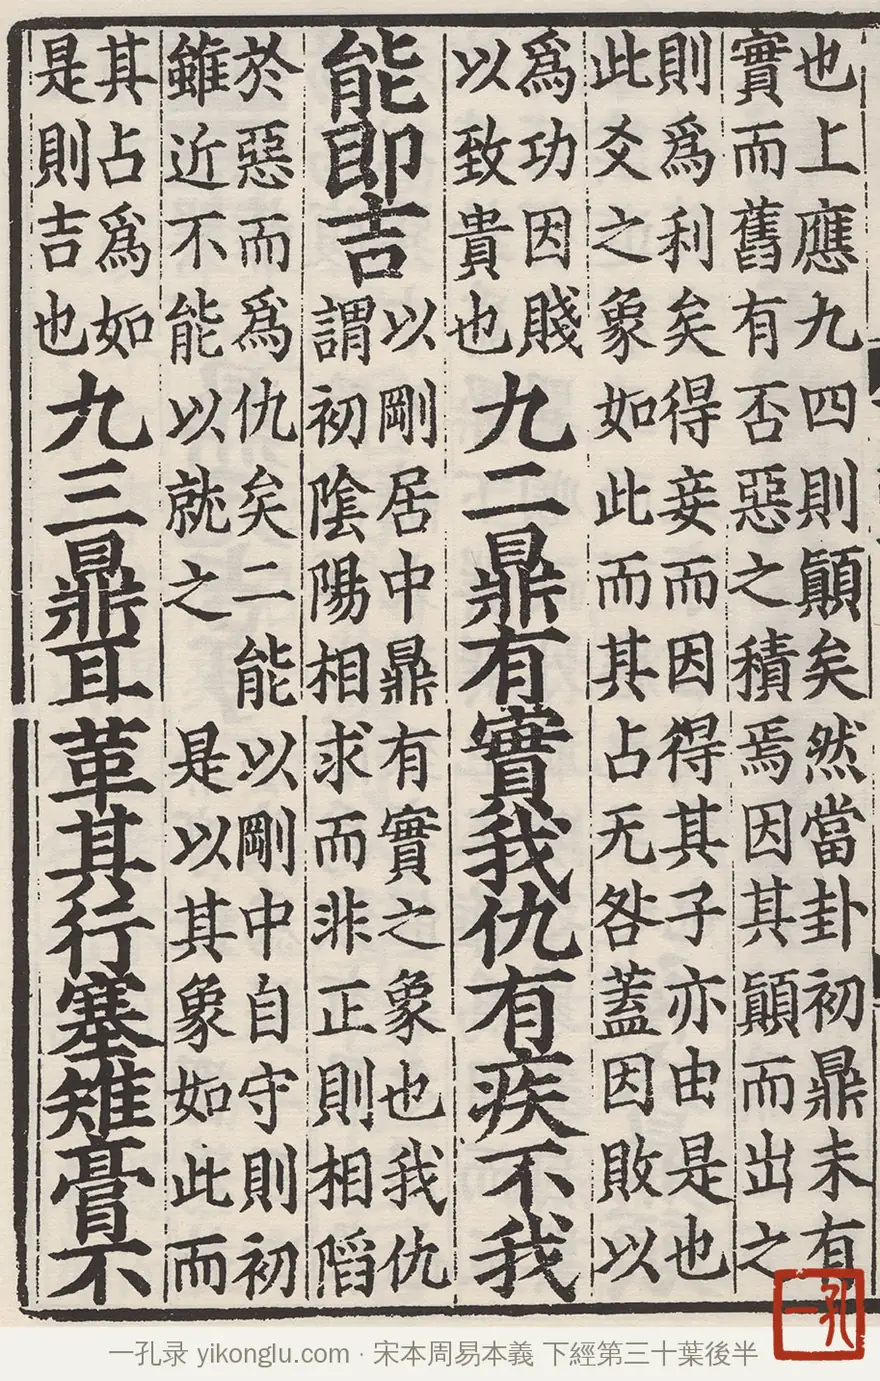 也上應九四則顚矣然當卦初鼎未有
實而舊有否惡之積焉因其顚而出之
則爲利矣得妾而因得其子亦由是也
此爻之象如此而其占无咎蓋因敗以
爲功因賤
以致貴也
九二鼎有實我仇有疾不我
能即吉
以剛居中鼎有實之象也我仇
謂初陰陽相求而非正則相陷
於惡而爲仇矣二能以剛中自守則初
雖近不能以就之是以其象如此而
其占爲如
是則吉也
九三鼎耳革其行塞雉膏不
一孔录 yikonglu.com · 宋本周易本義 下經第三十葉後半
一孔